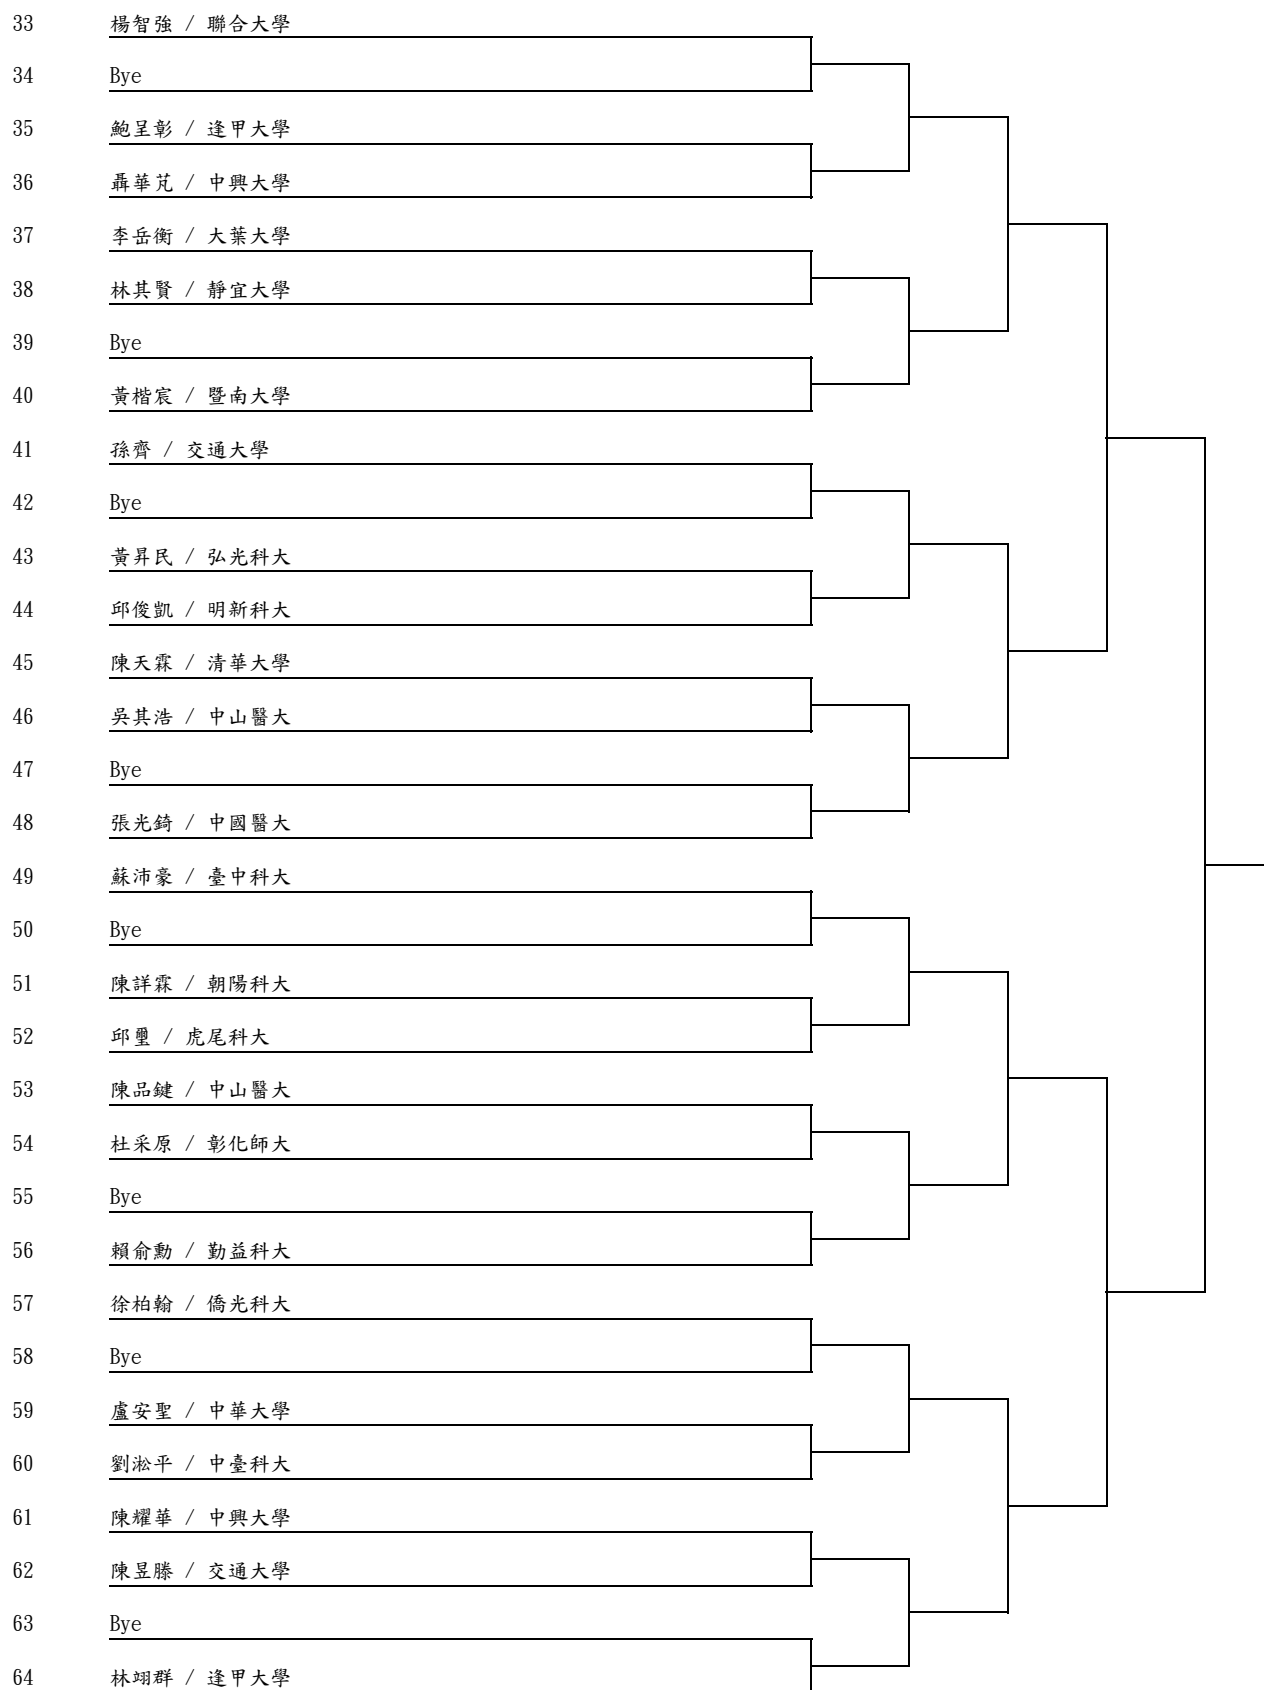 33 楊智強 / 聯合大學
34 Bye
35 鮑呈彰 / 逢甲大學
36 聶華芃 / 中興大學
37 李岳衡 / 大葉大學
38 林其賢 / 靜宜大學
39 Bye
40 黃楷宸 / 暨南大學
41 孫齊 / 交通大學
42 Bye
43 黃昇民 / 弘光科大
44 邱俊凱 / 明新科大
45 陳天霖 / 清華大學
46 吳其浩 / 中山醫大
47 Bye
48 張光錡 / 中國醫大
49 蘇沛豪 / 臺中科大
50 Bye
51 陳詳霖 / 朝陽科大
52 邱璽 / 虎尾科大
53 陳品鍵 / 中山醫大
54 杜采原 / 彰化師大
55 Bye
56 賴俞勳 / 勤益科大
57 徐柏翰 / 僑光科大
58 Bye
59 盧安聖 / 中華大學
60 劉淞平 / 中臺科大
61 陳耀華 / 中興大學
62 陳昱滕 / 交通大學
63 Bye
64 林翊群 / 逢甲大學